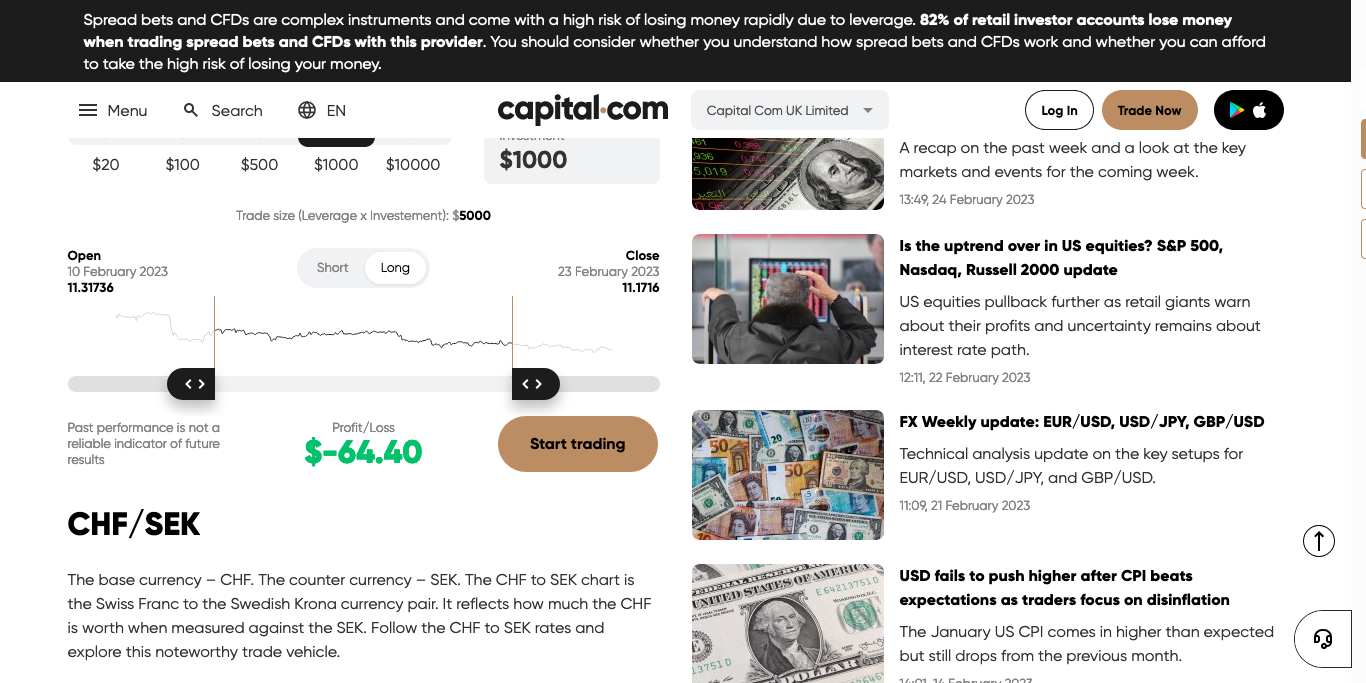 Spread bets and CFDs are complex instruments and come with a high risk of losing money rapidly due to leverage. 82% of retail investor accounts lose money
when trading spread bets and CFDs with this provider. You should consider whether you understand how spread bets and CFDs work and whether you can afford
to take the high risk of losing your money.
Menu
Search
EN
capital.com
Capital Com UK Limited
Log In
Trade Now
$20
$100
$500
$1000
$10000
Investment
$1000
Trade size (Leverage x Investement): $5000
Open
10 February 2023
11.31736
Short
Long
Close
23 February 2023
11.1716
Past performance is not a
reliable indicator of future
results
Profit/Loss
$-64.40
Start trading
CHF/SEK
The base currency – CHF. The counter currency – SEK. The CHF to SEK chart is
the Swiss Franc to the Swedish Krona currency pair. It reflects how much the CHF
is worth when measured against the SEK. Follow the CHF to SEK rates and
explore this noteworthy trade vehicle.
A recap on the past week and a look at the key
markets and events for the coming week.
13:49, 24 February 2023
Is the uptrend over in US equities? S&P 500,
Nasdaq, Russell 2000 update
US equities pullback further as retail giants warn
about their profits and uncertainty remains about
interest rate path.
12:11, 22 February 2023
FX Weekly update: EUR/USD, USD/JPY, GBP/USD
Technical analysis update on the key setups for
EUR/USD, USD/JPY, and GBP/USD.
11:09, 21 February 2023
USD fails to push higher after CPI beats
expectations as traders focus on disinflation
The January US CPI comes in higher than expected
but still drops from the previous month.
14:01, 14 February 2023